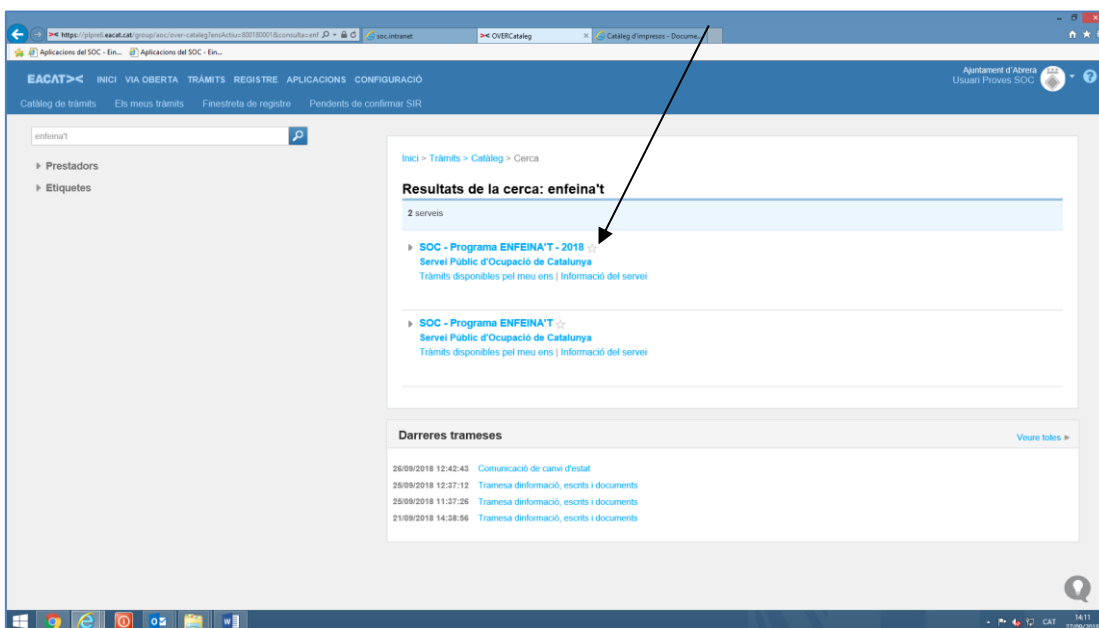 https://plprell.eacat.cat/group/aoc/over-cataleg?ensActiu=800180001&consulta=enf
soc.intranet
OVERCataleg
Catàleg d'impresos - Docume...
Aplicacions del SOC - Ein...
Aplicacions del SOC - Ein...
EACAT
INICI VIA OBERTA TRÀMITS REGISTRE APLICACIONS CONFIGURACIÓ
Ajuntament d'Abrera
Usuari Proves SOC
Catàleg de tràmits Els meus tràmits Finestreta de registre Pendents de confirmar SIR
enfeina't
Prestadors
Etiquetes
Inici > Tràmits > Catàleg > Cerca
Resultats de la cerca: enfeina't
2 serveis
SOC - Programa ENFEINA'T - 2018
Servei Públic d'Ocupació de Catalunya
Tràmits disponibles pel meu ens | Informació del servei
SOC - Programa ENFEINA'T
Servei Públic d'Ocupació de Catalunya
Tràmits disponibles pel meu ens | Informació del servei
Darreres trameses
Veure totes
26/09/2018 12:42:43 Comunicació de canvi d'estat
25/09/2018 12:37:12 Tramesa dinformació, escrits i documents
25/09/2018 11:37:26 Tramesa dinformació, escrits i documents
21/09/2018 14:38:56 Tramesa dinformació, escrits i documents
CAT
14:11
27/09/2018